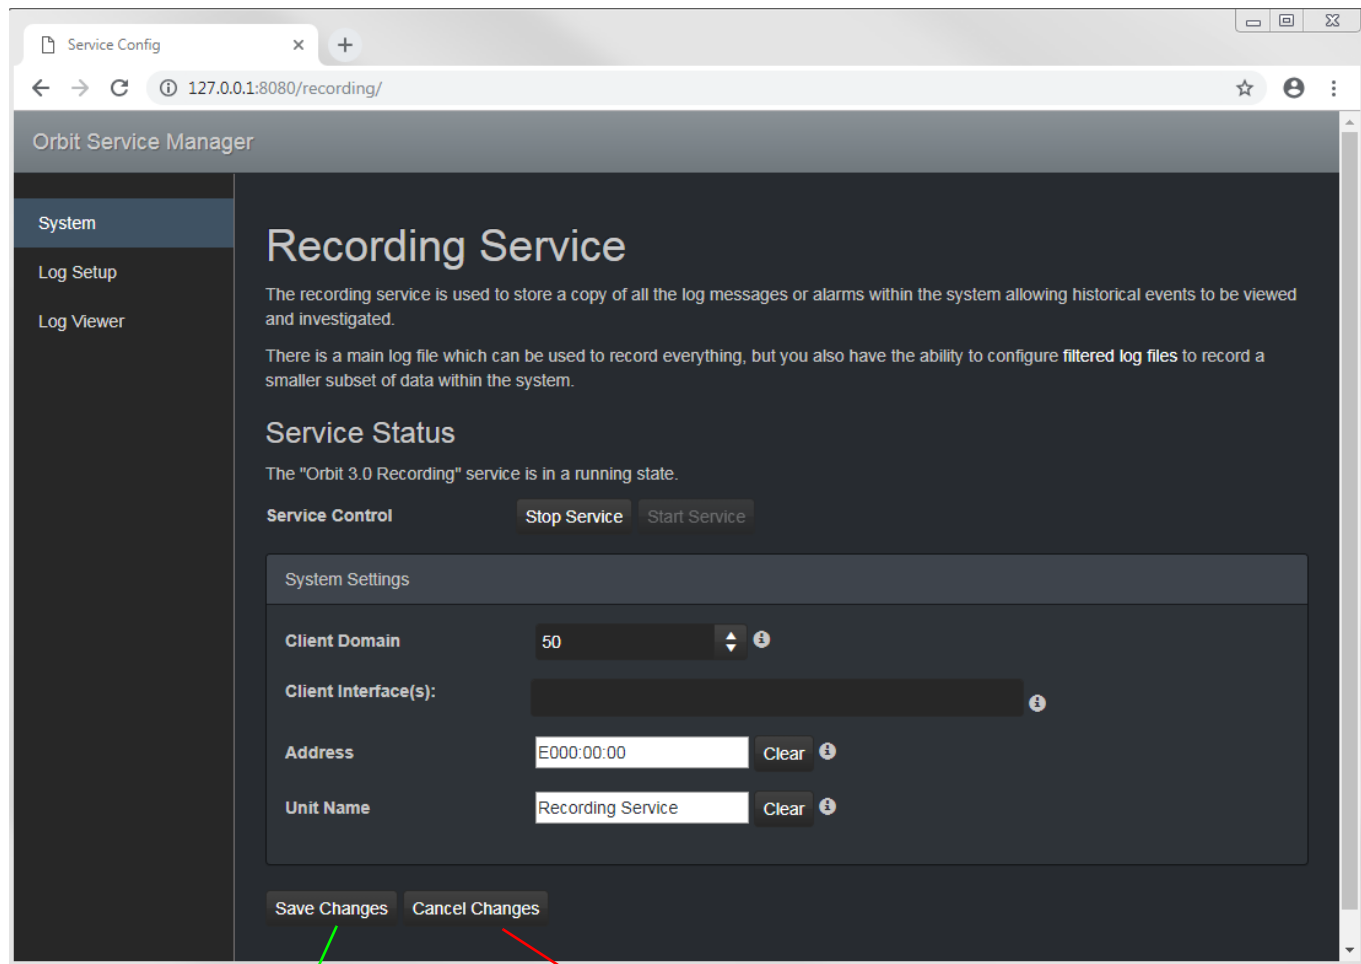 Service Config
127.0.0.1:8080/recording/
Orbit Service Manager
System
Log Setup
Log Viewer
Recording Service
The recording service is used to store a copy of all the log messages or alarms within the system allowing historical events to be viewed
and investigated.
There is a main log file which can be used to record everything, but you also have the ability to configure filtered log files to record a
smaller subset of data within the system.
Service Status
The "Orbit 3.0 Recording" service is in a running state.
Service Control Stop Service Start Service
System Settings
Client Domain 50
Client Interface(s):
Address E000:00:00 Clear
Unit Name Recording Service Clear
Save Changes Cancel Changes